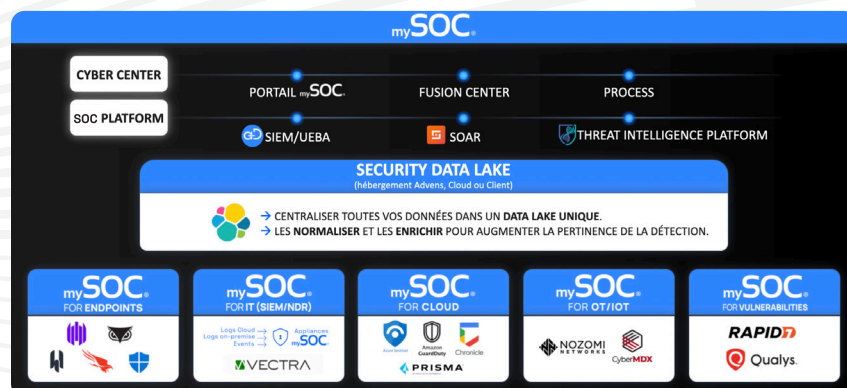 mySOC.
CYBER CENTER
PORTAIL mySOC.
FUSION CENTER
PROCESS
SOC PLATFORM
SIEM/UEBA
SOAR
THREAT INTELLIGENCE PLATFORM
SECURITY DATA LAKE
(hébergement Advens, Cloud ou Client)
→ CENTRALISER TOUTES VOS DONNÉES DANS UN DATA LAKE UNIQUE.
→ LES NORMALISER ET LES ENRICHIR POUR AUGMENTER LA PERTINENCE DE LA DÉTECTION.
mySOC.
FOR ENDPOINTS
mySOC.
FOR IT (SIEM/NDR)
Logs Cloud →
Logs on-premise →
Events →
Appliances
mySOC.
VECTRA
mySOC.
FOR CLOUD
Azure Sentinel
Amazon
GuardDuty
Chronicle
PRISMA
mySOC.
FOR OT/IOT
NOZOMI
NETWORKS
CyberMDX
mySOC.
FOR VULNERABILITIES
RAPID7
Qualys.